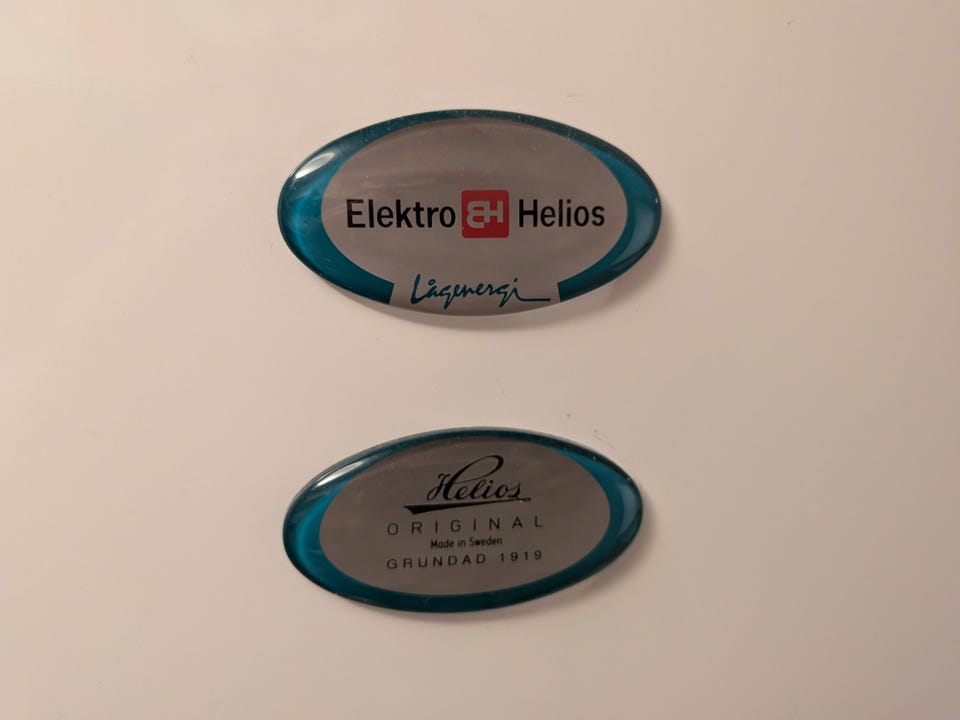 Elektro EH Helios
Lågenergi
Helios
ORIGINAL
Made in Sweden
GRUNDAD 1919